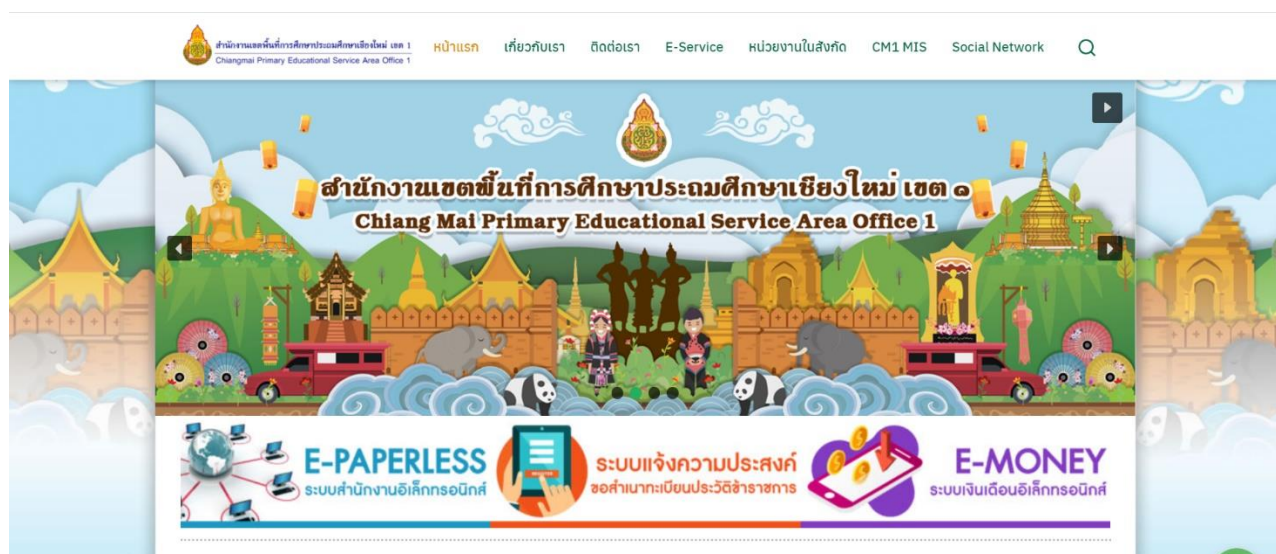 สำนักงานเขตพื้นที่การศึกษาประถมศึกษาเชียงใหม่ เขต 1
Chiangmai Primary Educational Service Area Office 1
หน้าแรก เกี่ยวกับเรา ติดต่อเรา E-Service หน่วยงานในสังกัด CM1 MIS Social Network
สำนักงานเขตพื้นที่การศึกษาประถมศึกษาเชียงใหม่ เขต ๑
Chiang Mai Primary Educational Service Area Office 1
E-PAPERLESS
ระบบสำนักงานอิเล็กทรอนิกส์
ระบบแจ้งความประสงค์
ขอสำเนาทะเบียนประวัติข้าราชการ
E-MONEY
ระบบเงินเดือนอิเล็กทรอนิกส์